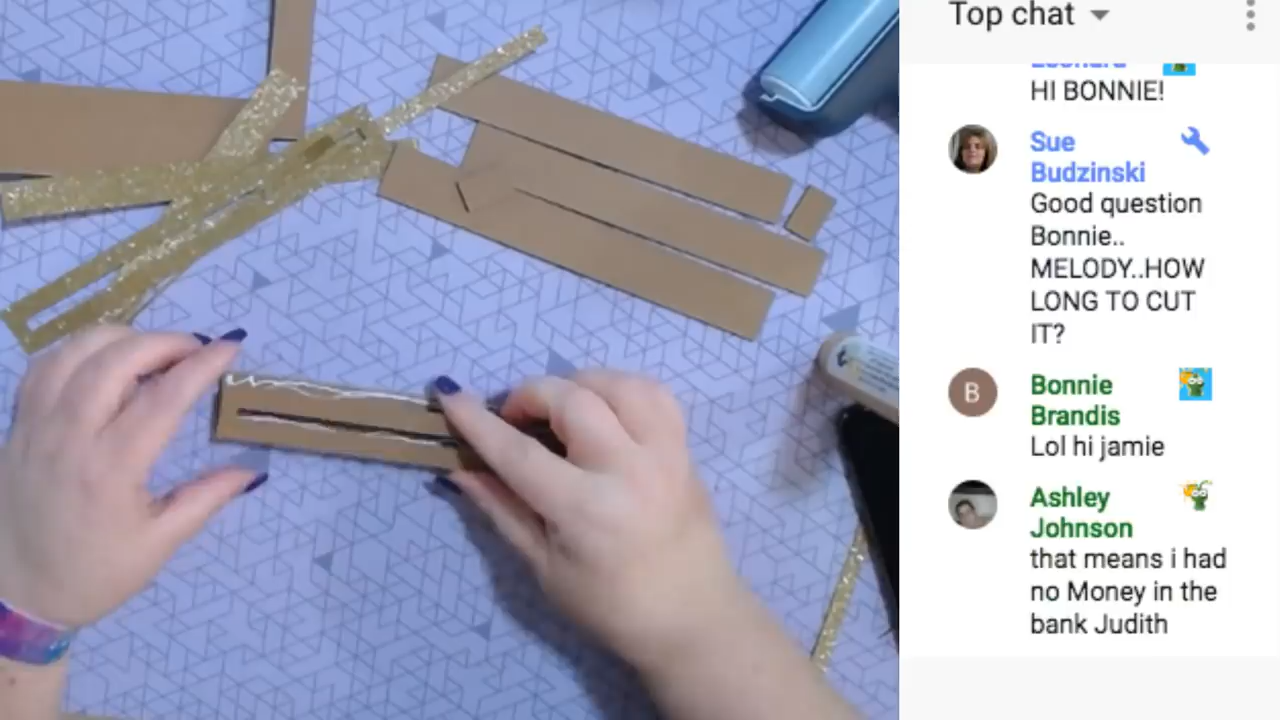 Top chat
HI BONNIE!
Sue
Budzinski
Good question
Bonnie..
MELODY..HOW
LONG TO CUT
IT?
B
Bonnie
Brandis
Lol hi jamie
Ashley
Johnson
that means i had
no Money in the
bank Judith